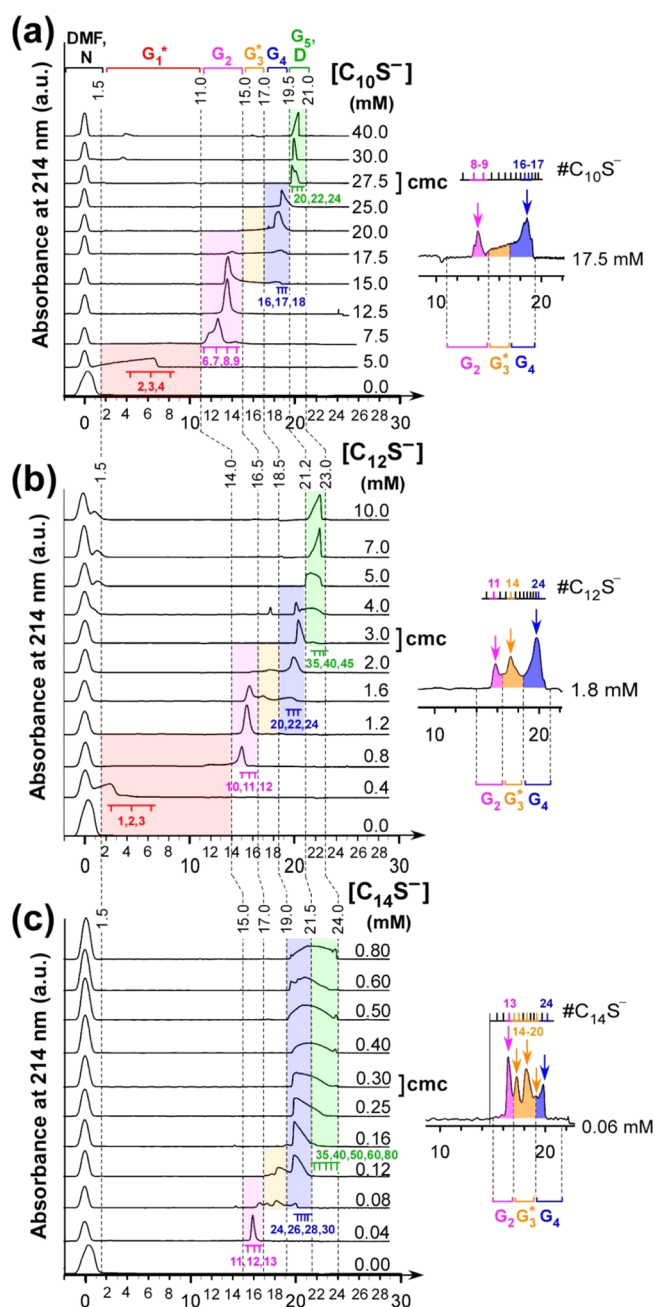 (a)
DMF, N
G1*
G2
G3*
G4
G5, D
[C10S−]
(mM)
1.5
11.0
15.0
17.0
19.5
21.0
Absorbance at 214 nm (a.u.)
40.0
30.0
27.5
] cmc
20,22,24
25.0
20.0
17.5
15.0
16,17,18
12.5
7.5
6,7,8,9
5.0
2,3,4
0.0
0 2 4 6 8 10 12 14 16 18 20 22 24 26 28 30
8-9
16-17
#C10S−
17.5 mM
10
20
G2
G3*
G4
(b)
[C12S−]
(mM)
1.5
14.0
16.5
18.5
21.2
23.0
Absorbance at 214 nm (a.u.)
10.0
7.0
5.0
4.0
3.0
] cmc
35,40,45
2.0
1.6
20,22,24
1.2
0.8
10,11,12
0.4
1,2,3
0.0
0 2 4 6 8 10 12 14 16 18 20 22 24 26 28 30
11
14
24
#C12S−
1.8 mM
10
20
G2
G3*
G4
(c)
[C14S−]
(mM)
1.5
15.0
17.0
19.0
21.5
24.0
Absorbance at 214 nm (a.u.)
0.80
0.60
0.50
0.40
0.30
] cmc
0.25
0.16
35,40,50,60,80
0.12
0.08
24,26,28,30
0.04
11,12,13
0.00
0 2 4 6 8 10 12 14 16 18 20 22 24 26 28 30
13
24
#C14S−
14-20
0.06 mM
10
20
G2
G3*
G4